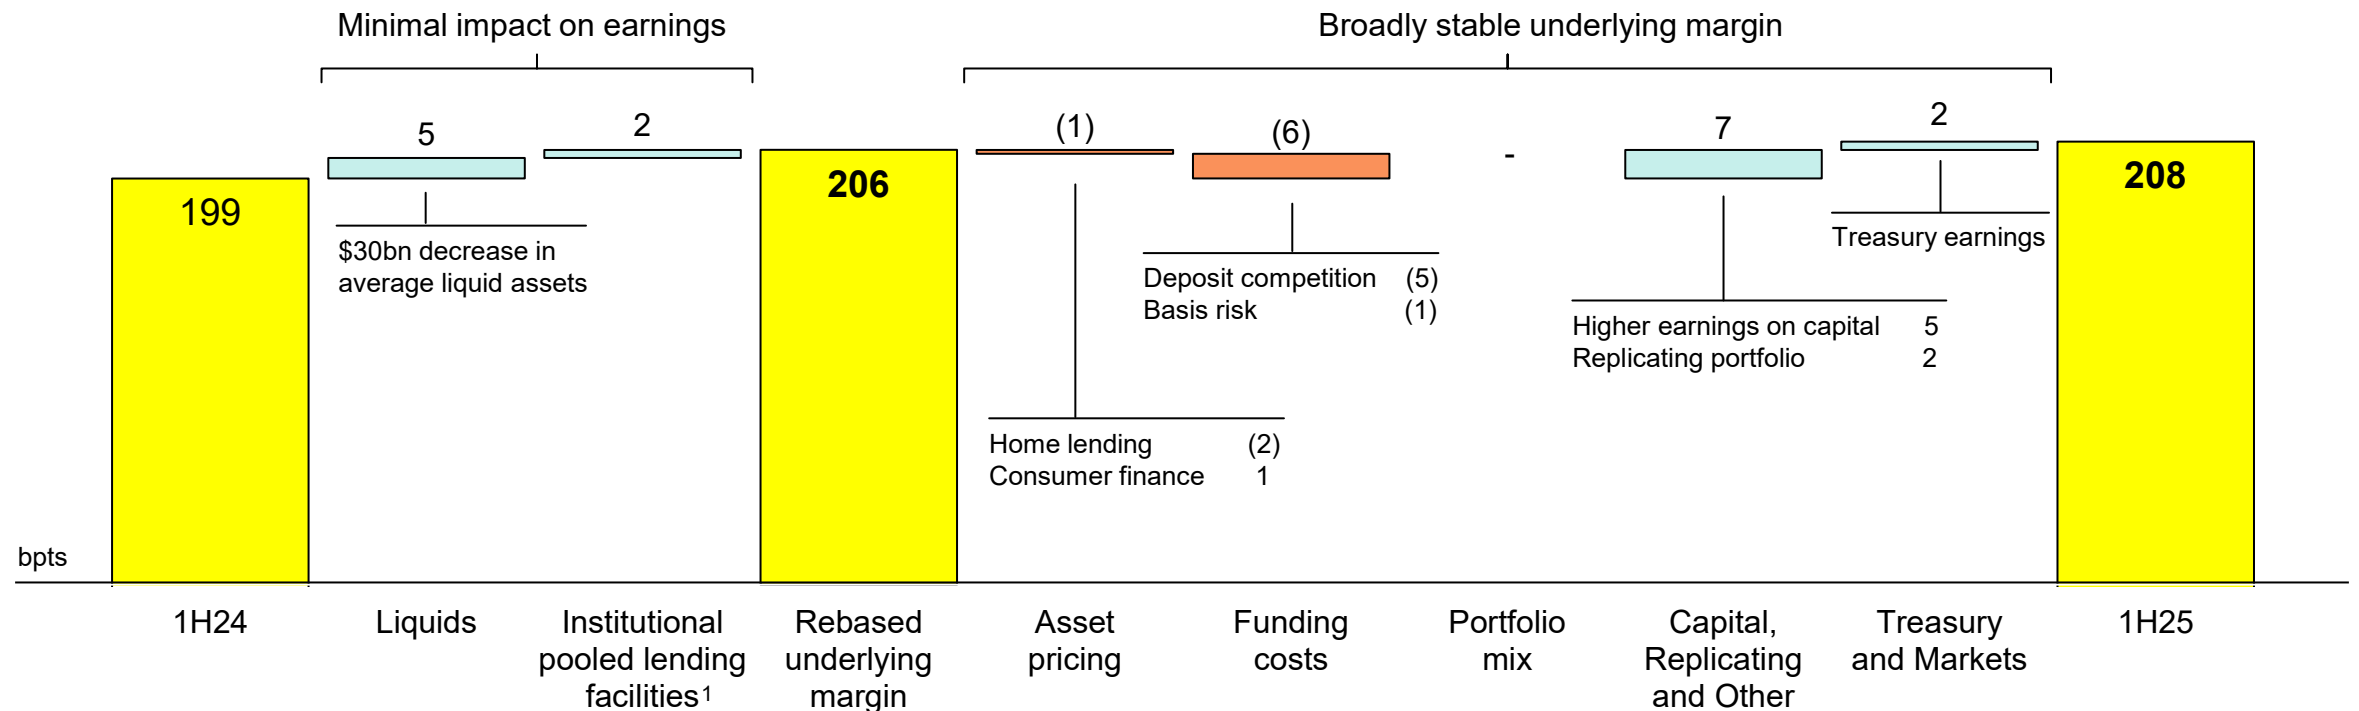 Minimal impact on earnings
Broadly stable underlying margin
199
5
$30bn decrease in
average liquid assets
2
206
(1)
Home lending (2)
Consumer finance 1
(6)
Deposit competition (5)
Basis risk (1)
-
7
Higher earnings on capital 5
Replicating portfolio 2
2
Treasury earnings
208
bpts
1H24
Liquids
Institutional
pooled lending
facilities1
Rebased
underlying
margin
Asset
pricing
Funding
costs
Portfolio
mix
Capital,
Replicating
and Other
Treasury
and Markets
1H25